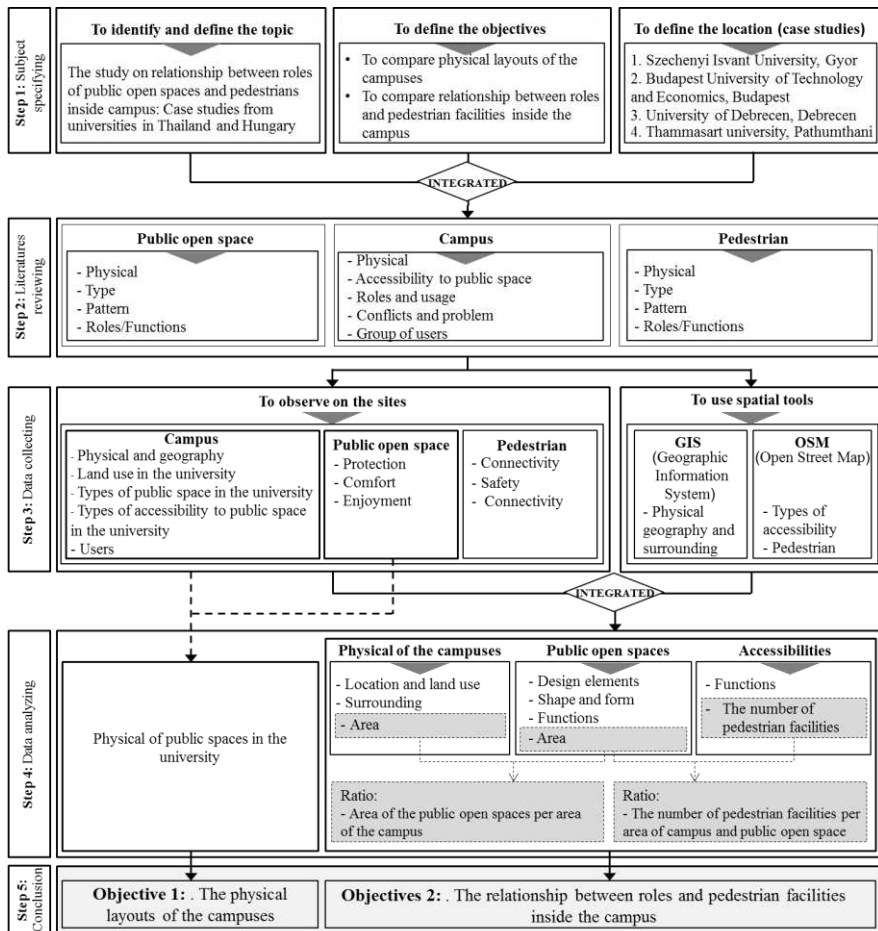 Step 1: Subject
specifying
To identify and define the topic
The study on relationship between roles
of public open spaces and pedestrians
inside campus: Case studies from
universities in Thailand and Hungary
To define the objectives
• To compare physical layouts of the
campuses
• To compare relationship between roles
and pedestrian facilities inside the
campus
To define the location (case studies)
1. Szechenyi Isvant University, Gyor
2. Budapest University of Technology
and Economics, Budapest
3. University of Debrecen, Debrecen
4. Thammasart university, Pathumthani
INTEGRATED
Step 2: Literatures
reviewing
Public open space
- Physical
- Type
- Pattern
- Roles/Functions
Campus
- Physical
- Accessibility to public space
- Roles and usage
- Conflicts and problem
- Group of users
Pedestrian
- Physical
- Type
- Pattern
- Roles/Functions
Step 3: Data collecting
To observe on the sites
Campus
- Physical and geography
- Land use in the university
- Types of public space in the university
- Types of accessibility to public space
in the university
- Users
Public open space
- Protection
- Comfort
- Enjoyment
Pedestrian
- Connectivity
- Safety
- Connectivity
To use spatial tools
GIS
(Geographic
Information
System)
- Physical
geography and
surrounding
OSM
(Open Street Map)
- Types of
accessibility
- Pedestrian
INTEGRATED
Step 4: Data analyzing
Physical of public spaces in the
university
Physical of the campuses
- Location and land use
- Surrounding
- Area
Public open spaces
- Design elements
- Shape and form
- Functions
- Area
Accessibilities
- Functions
- The number of
pedestrian facilities
Ratio:
- Area of the public open spaces per area
of the campus
Ratio:
- The number of pedestrian facilities per
area of campus and public open space
Step 5:
Conclusion
Objective 1: . The physical
layouts of the campuses
Objectives 2: . The relationship between roles and pedestrian facilities
inside the campus